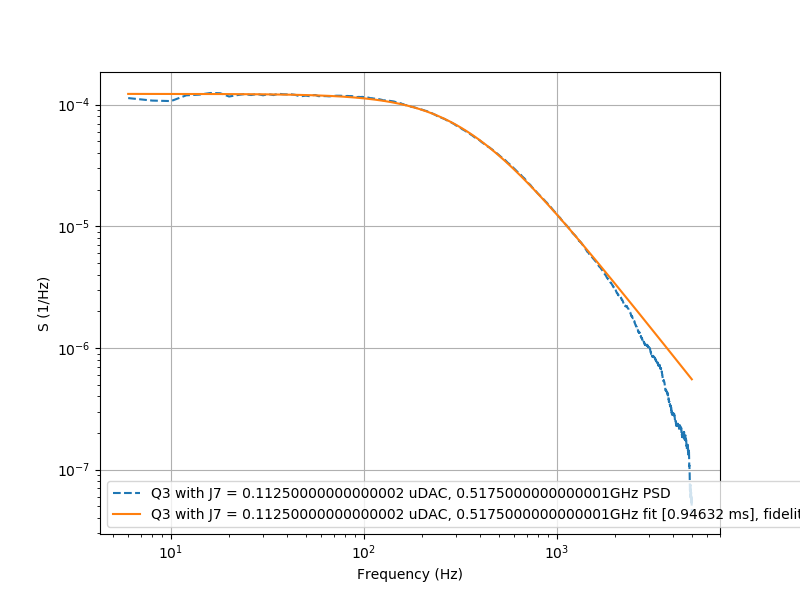 10⁻⁴
10⁻⁵
10⁻⁶
10⁻⁷
S (1/Hz)
Q3 with J7 = 0.11250000000000002 uDAC, 0.5175000000000001GHz PSD
Q3 with J7 = 0.11250000000000002 uDAC, 0.5175000000000001GHz fit [0.94632 ms], fidelit
10¹ 10² 10³
Frequency (Hz)